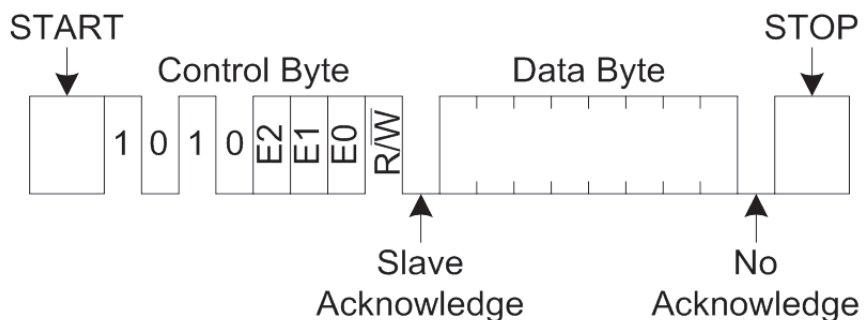 START STOP
Control Byte Data Byte
1 0 1 0 E2 E1 E0 R/W̅
Slave
Acknowledge
No
Acknowledge